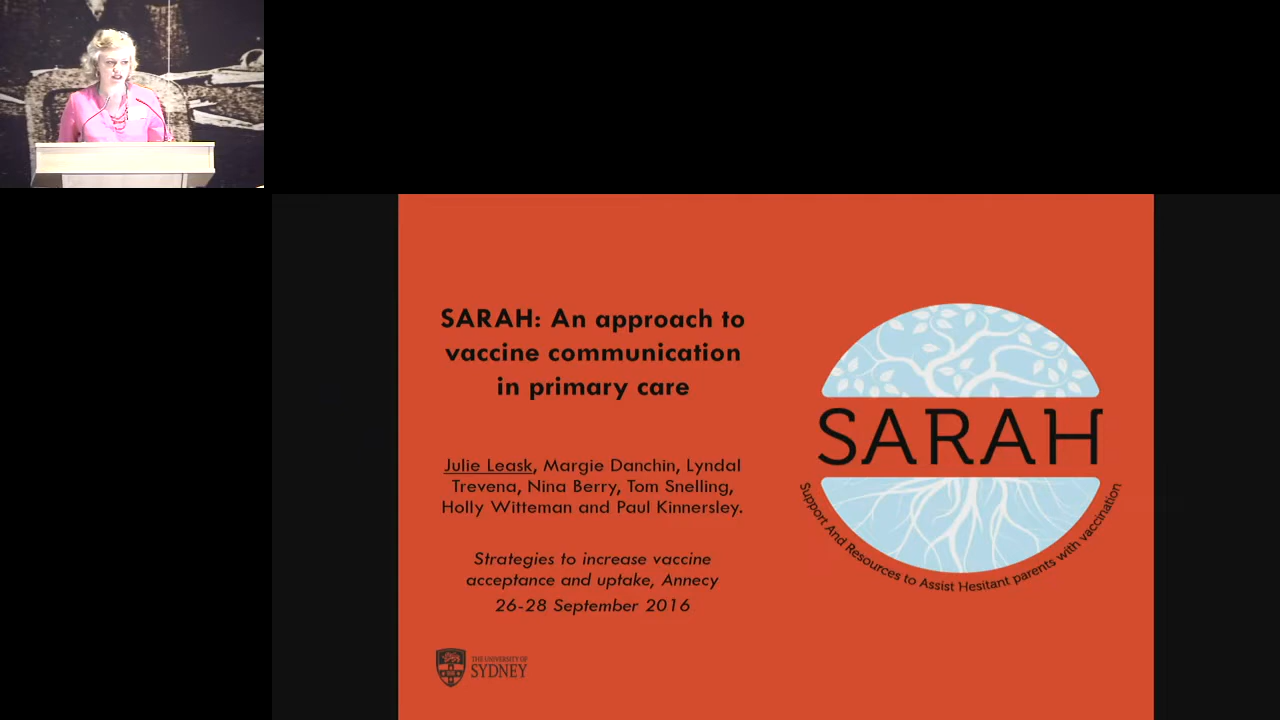 SARAH: An approach to
vaccine communication
in primary care
Julie Leask, Margie Danchin, Lyndal
Trevena, Nina Berry, Tom Snelling,
Holly Witteman and Paul Kinnersley.
Strategies to increase vaccine
acceptance and uptake, Annecy
26-28 September 2016
THE UNIVERSITY OF
SYDNEY
SARAH
Support And Resources to Assist Hesitant parents with vaccination